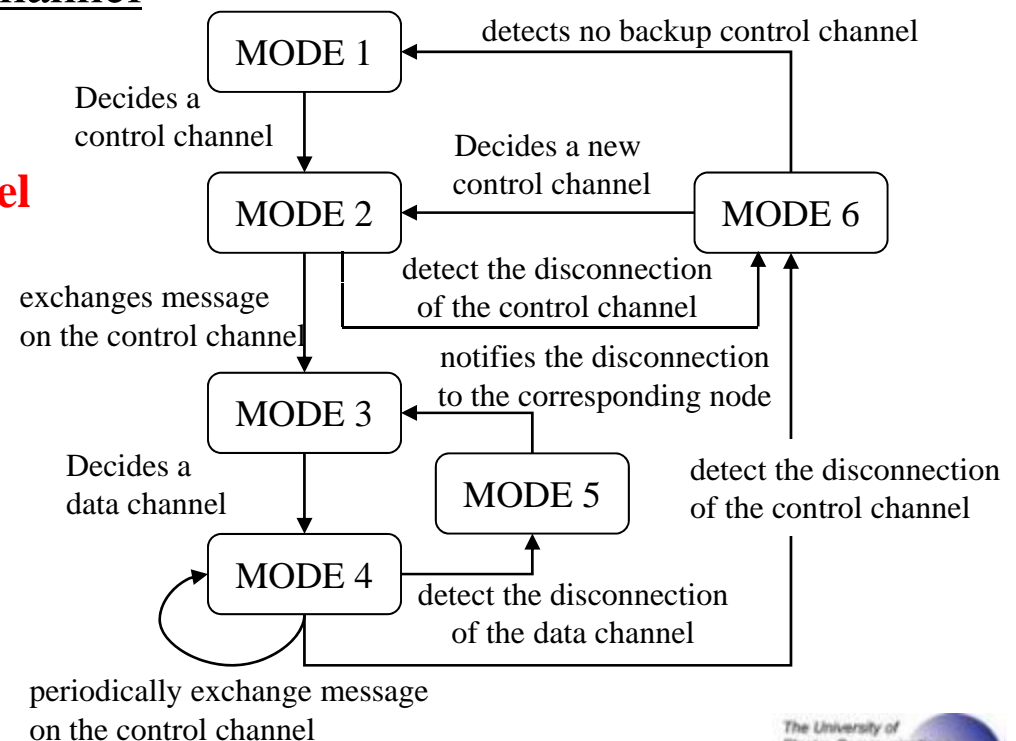 detects no backup control channel
MODE 1
Decides a
control channel
Decides a new
control channel
el
MODE 2
MODE 6
detect the disconnection
of the control channel
exchanges message
on the control channel
notifies the disconnection
to the corresponding node
MODE 3
Decides a
data channel
MODE 5
detect the disconnection
of the control channel
MODE 4
detect the disconnection
of the data channel
periodically exchange message
on the control channel
The University of